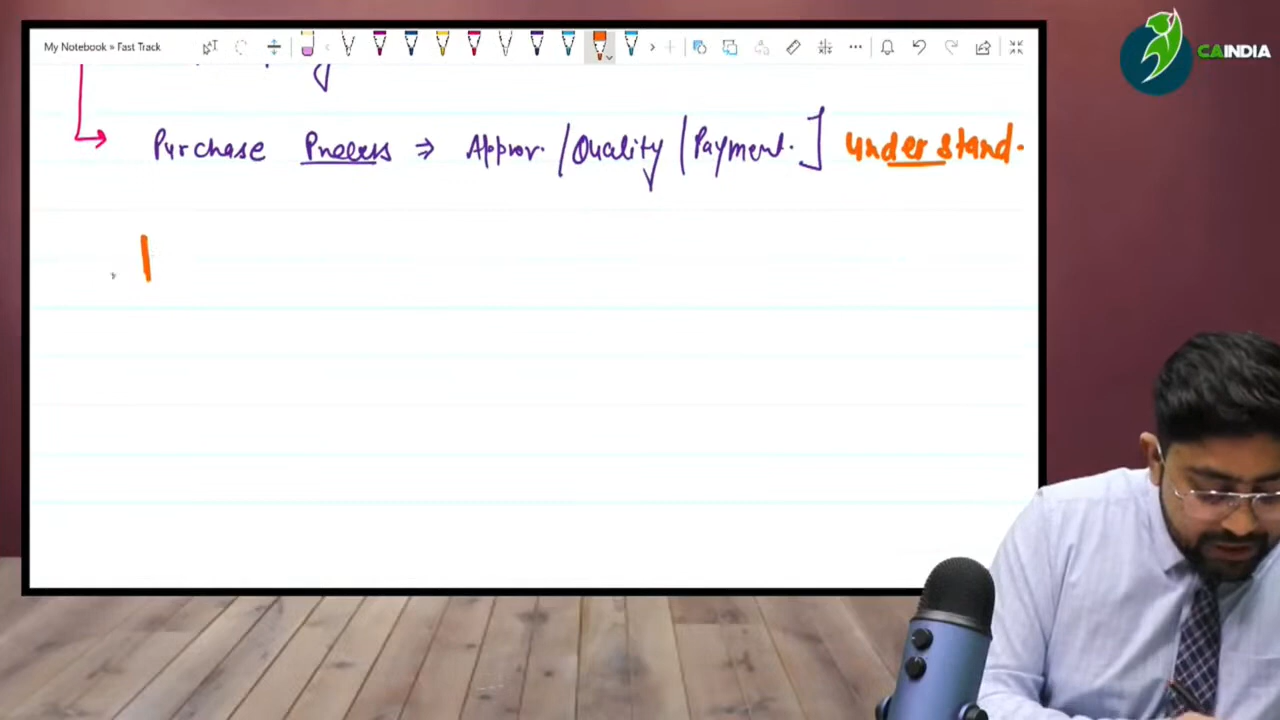 My Notebook » Fast Track
CAINDIA
Purchase Process ⇒ Approv. / Quality / Payment. ] Understand.